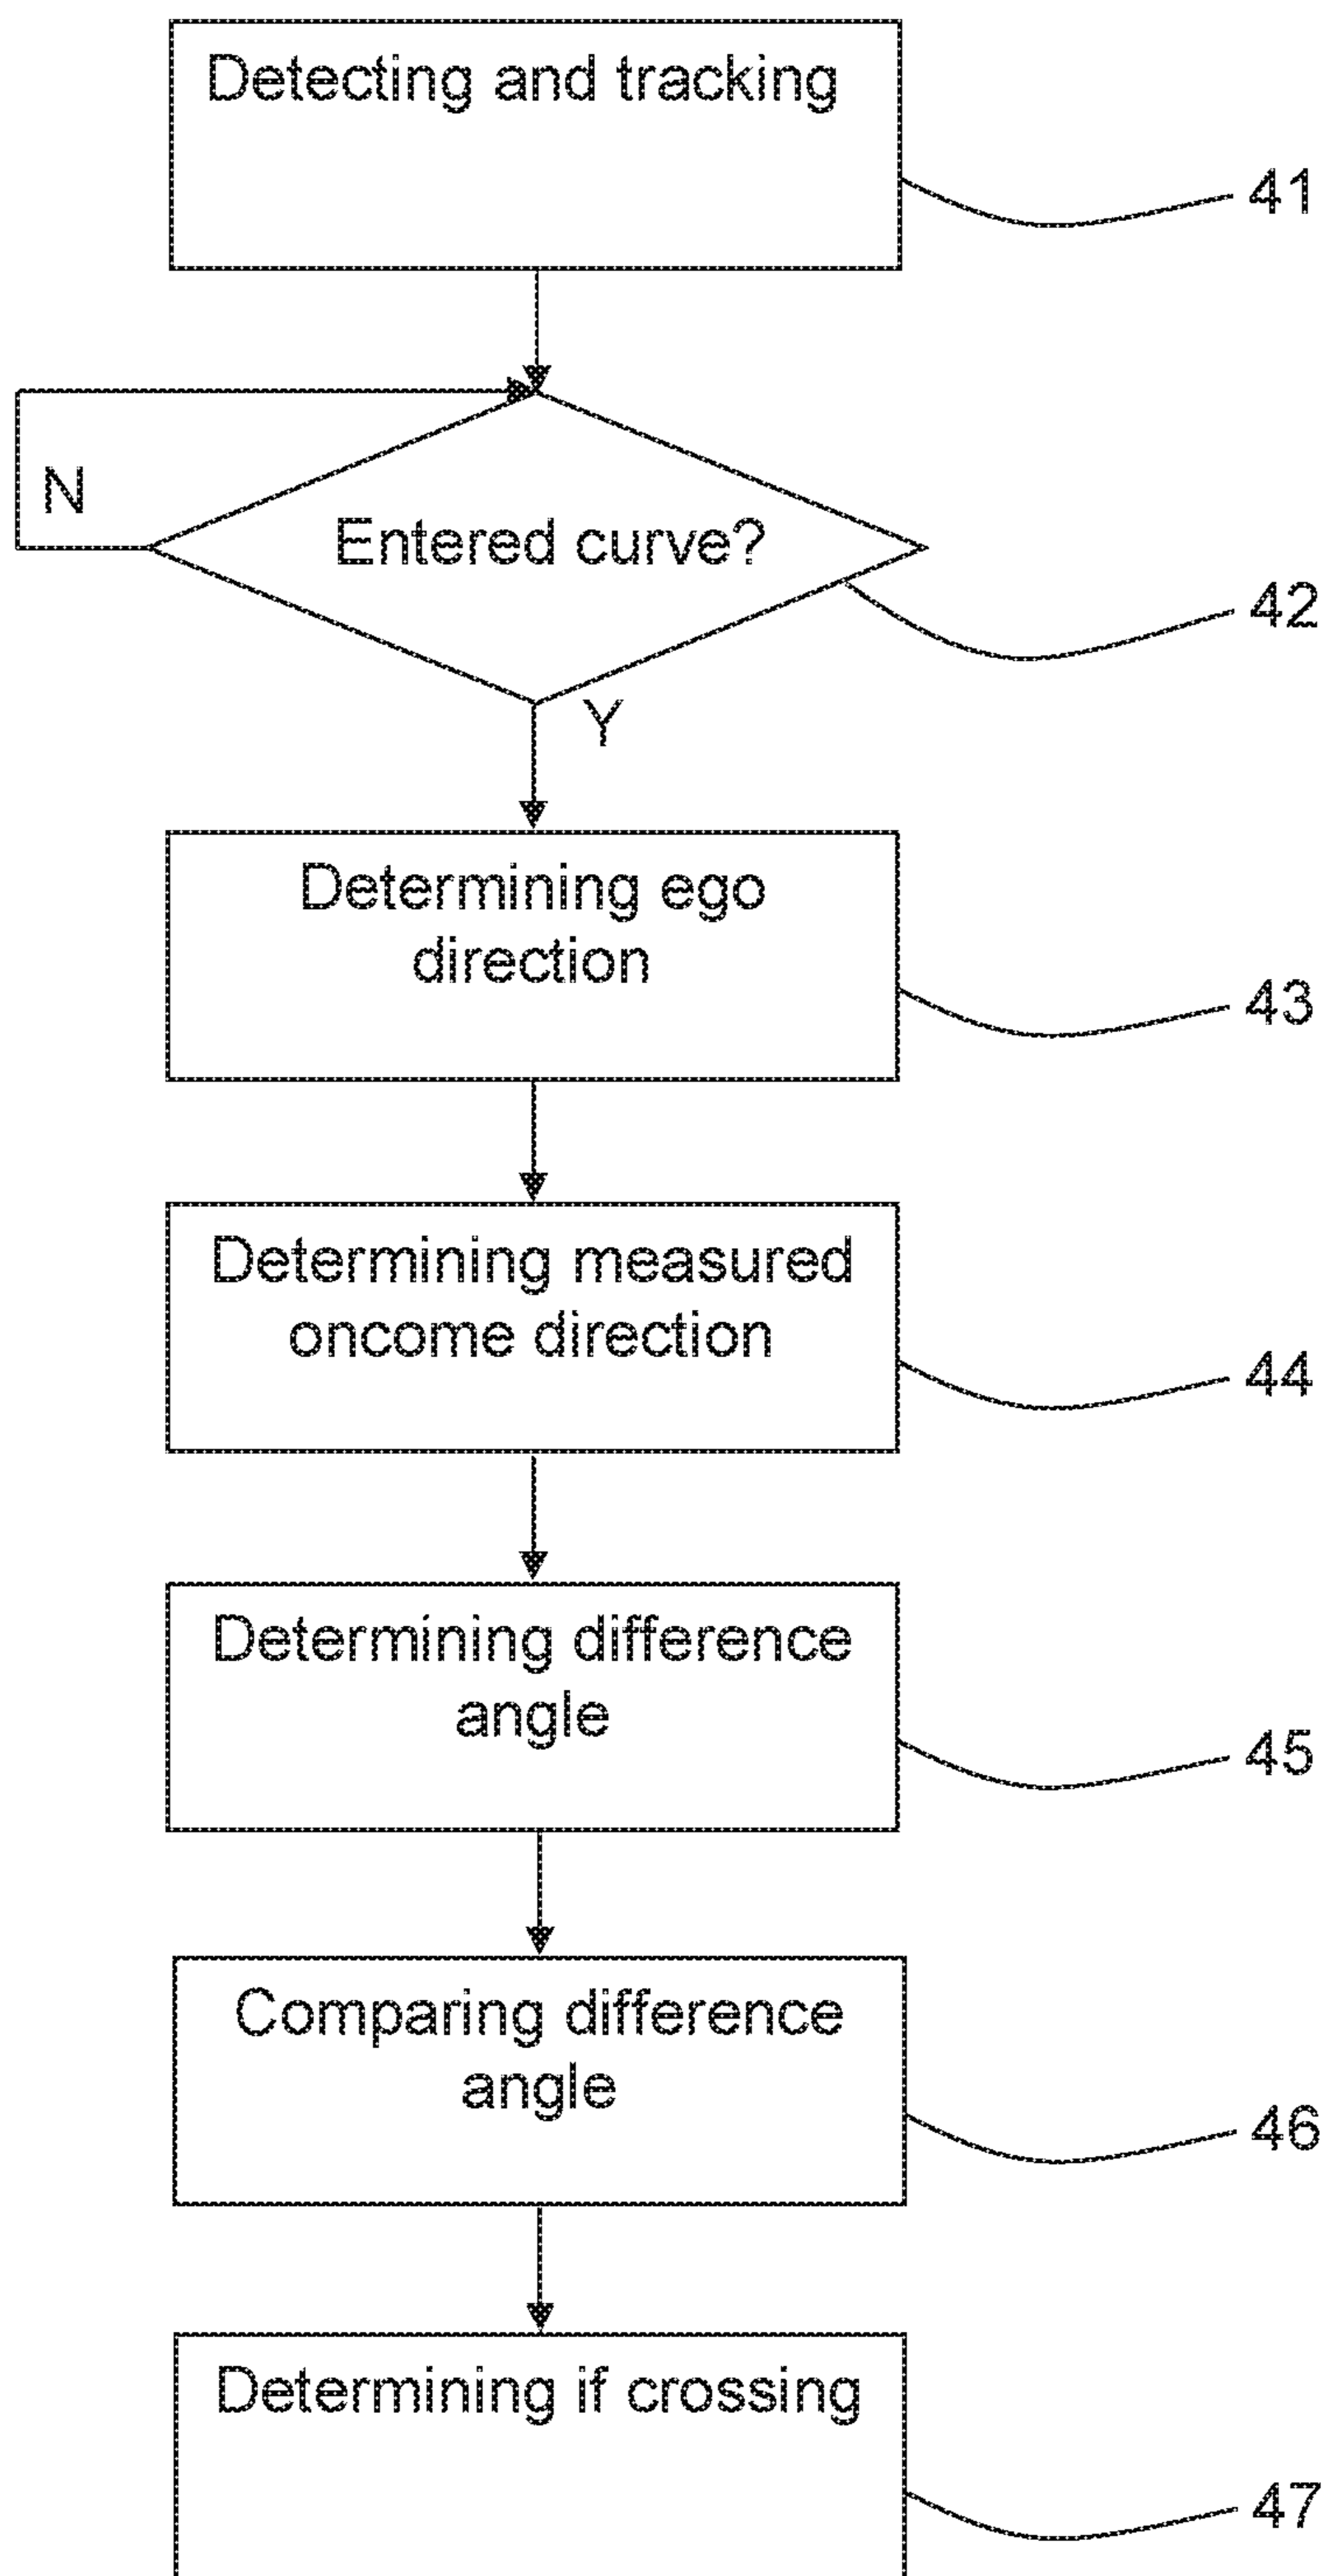 Detecting and tracking
41
N
Entered curve?
42
Y
Determining ego
direction
43
Determining measured
oncome direction
44
Determining difference
angle
45
Comparing difference
angle
46
Determining if crossing
47